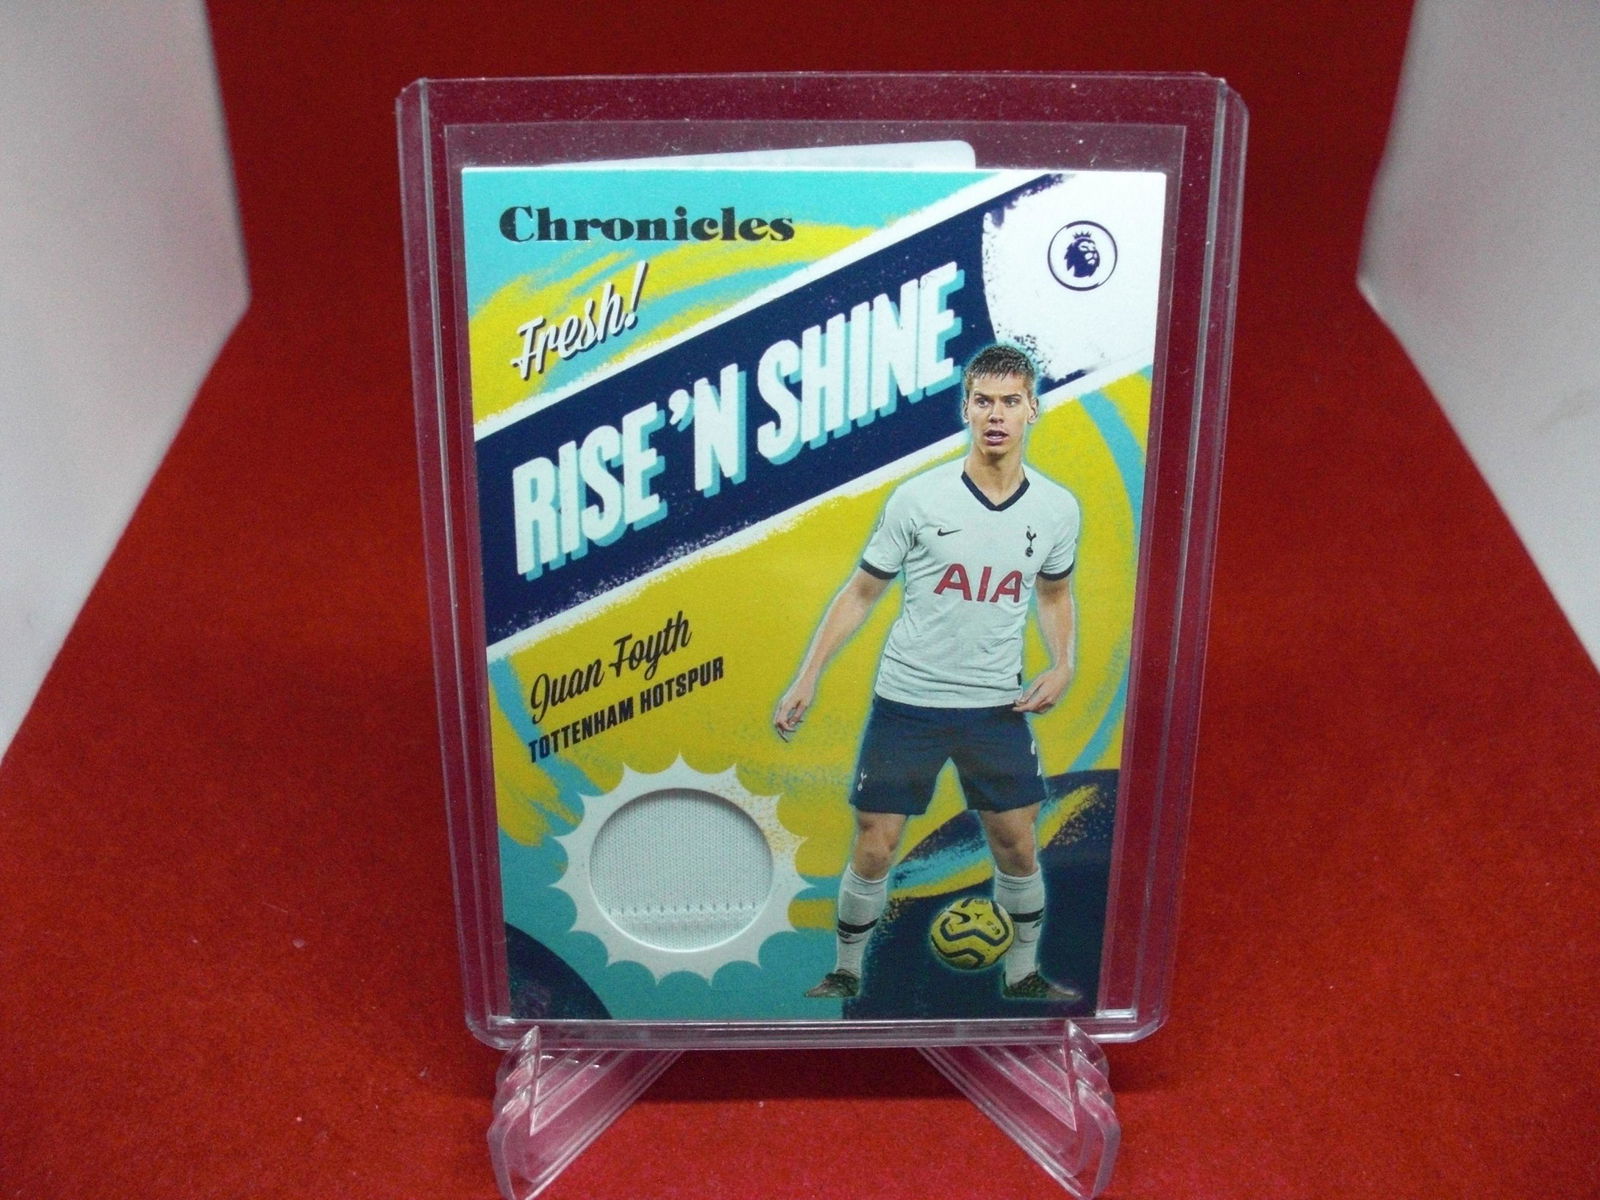 Chronicles
Fresh!
RISE 'N SHINE
Juan Foyth
TOTTENHAM HOTSPUR
AIA